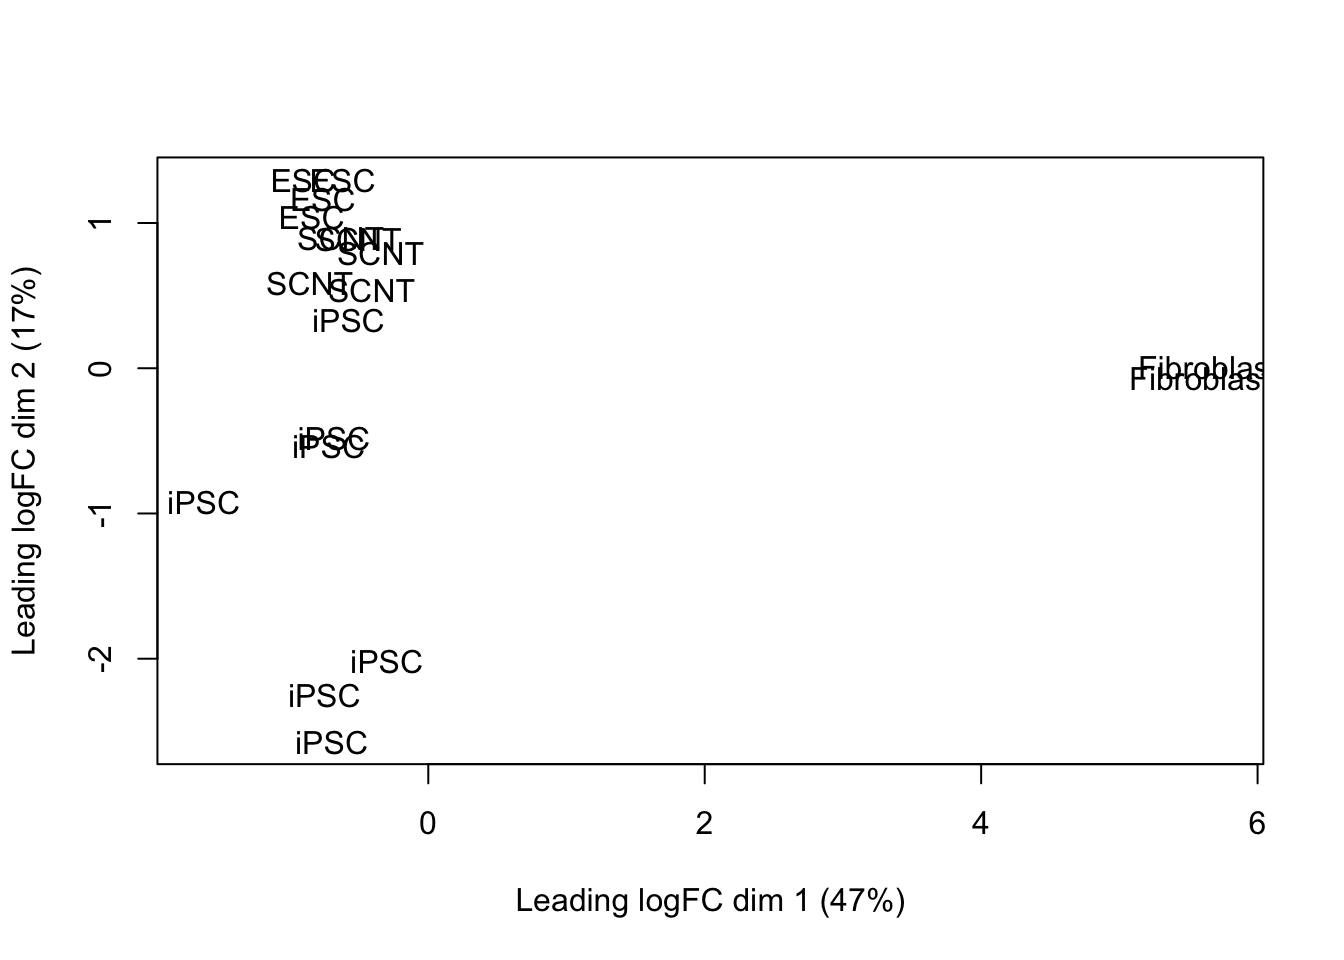 ESC ESC
ESC
ESC
SCNT SCNT
SCNT
SCNT SCNT
iPSC
Fibroblas
Fibroblas
iPSC
iPSC
iPSC
iPSC
iPSC
iPSC
1
0
-1
-2
Leading logFC dim 2 (17%)
0 2 4 6
Leading logFC dim 1 (47%)